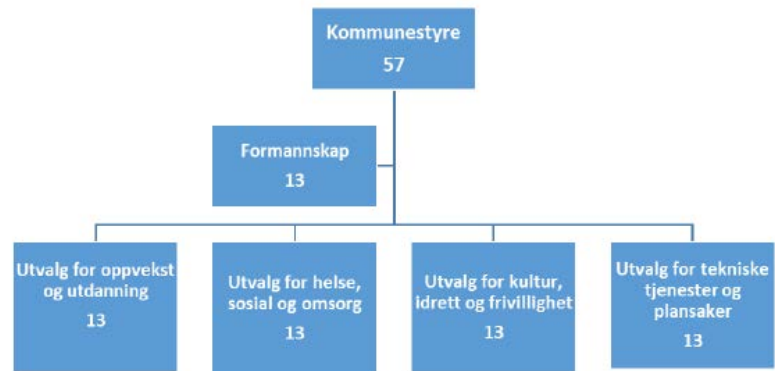 Kommunestyre
57
Formannskap
13
Utvalg for oppvekst
og utdanning
13
Utvalg for helse,
sosial og omsorg
13
Utvalg for kultur,
idrett og frivillighet
13
Utvalg for tekniske
tjenester og
plansaker
13